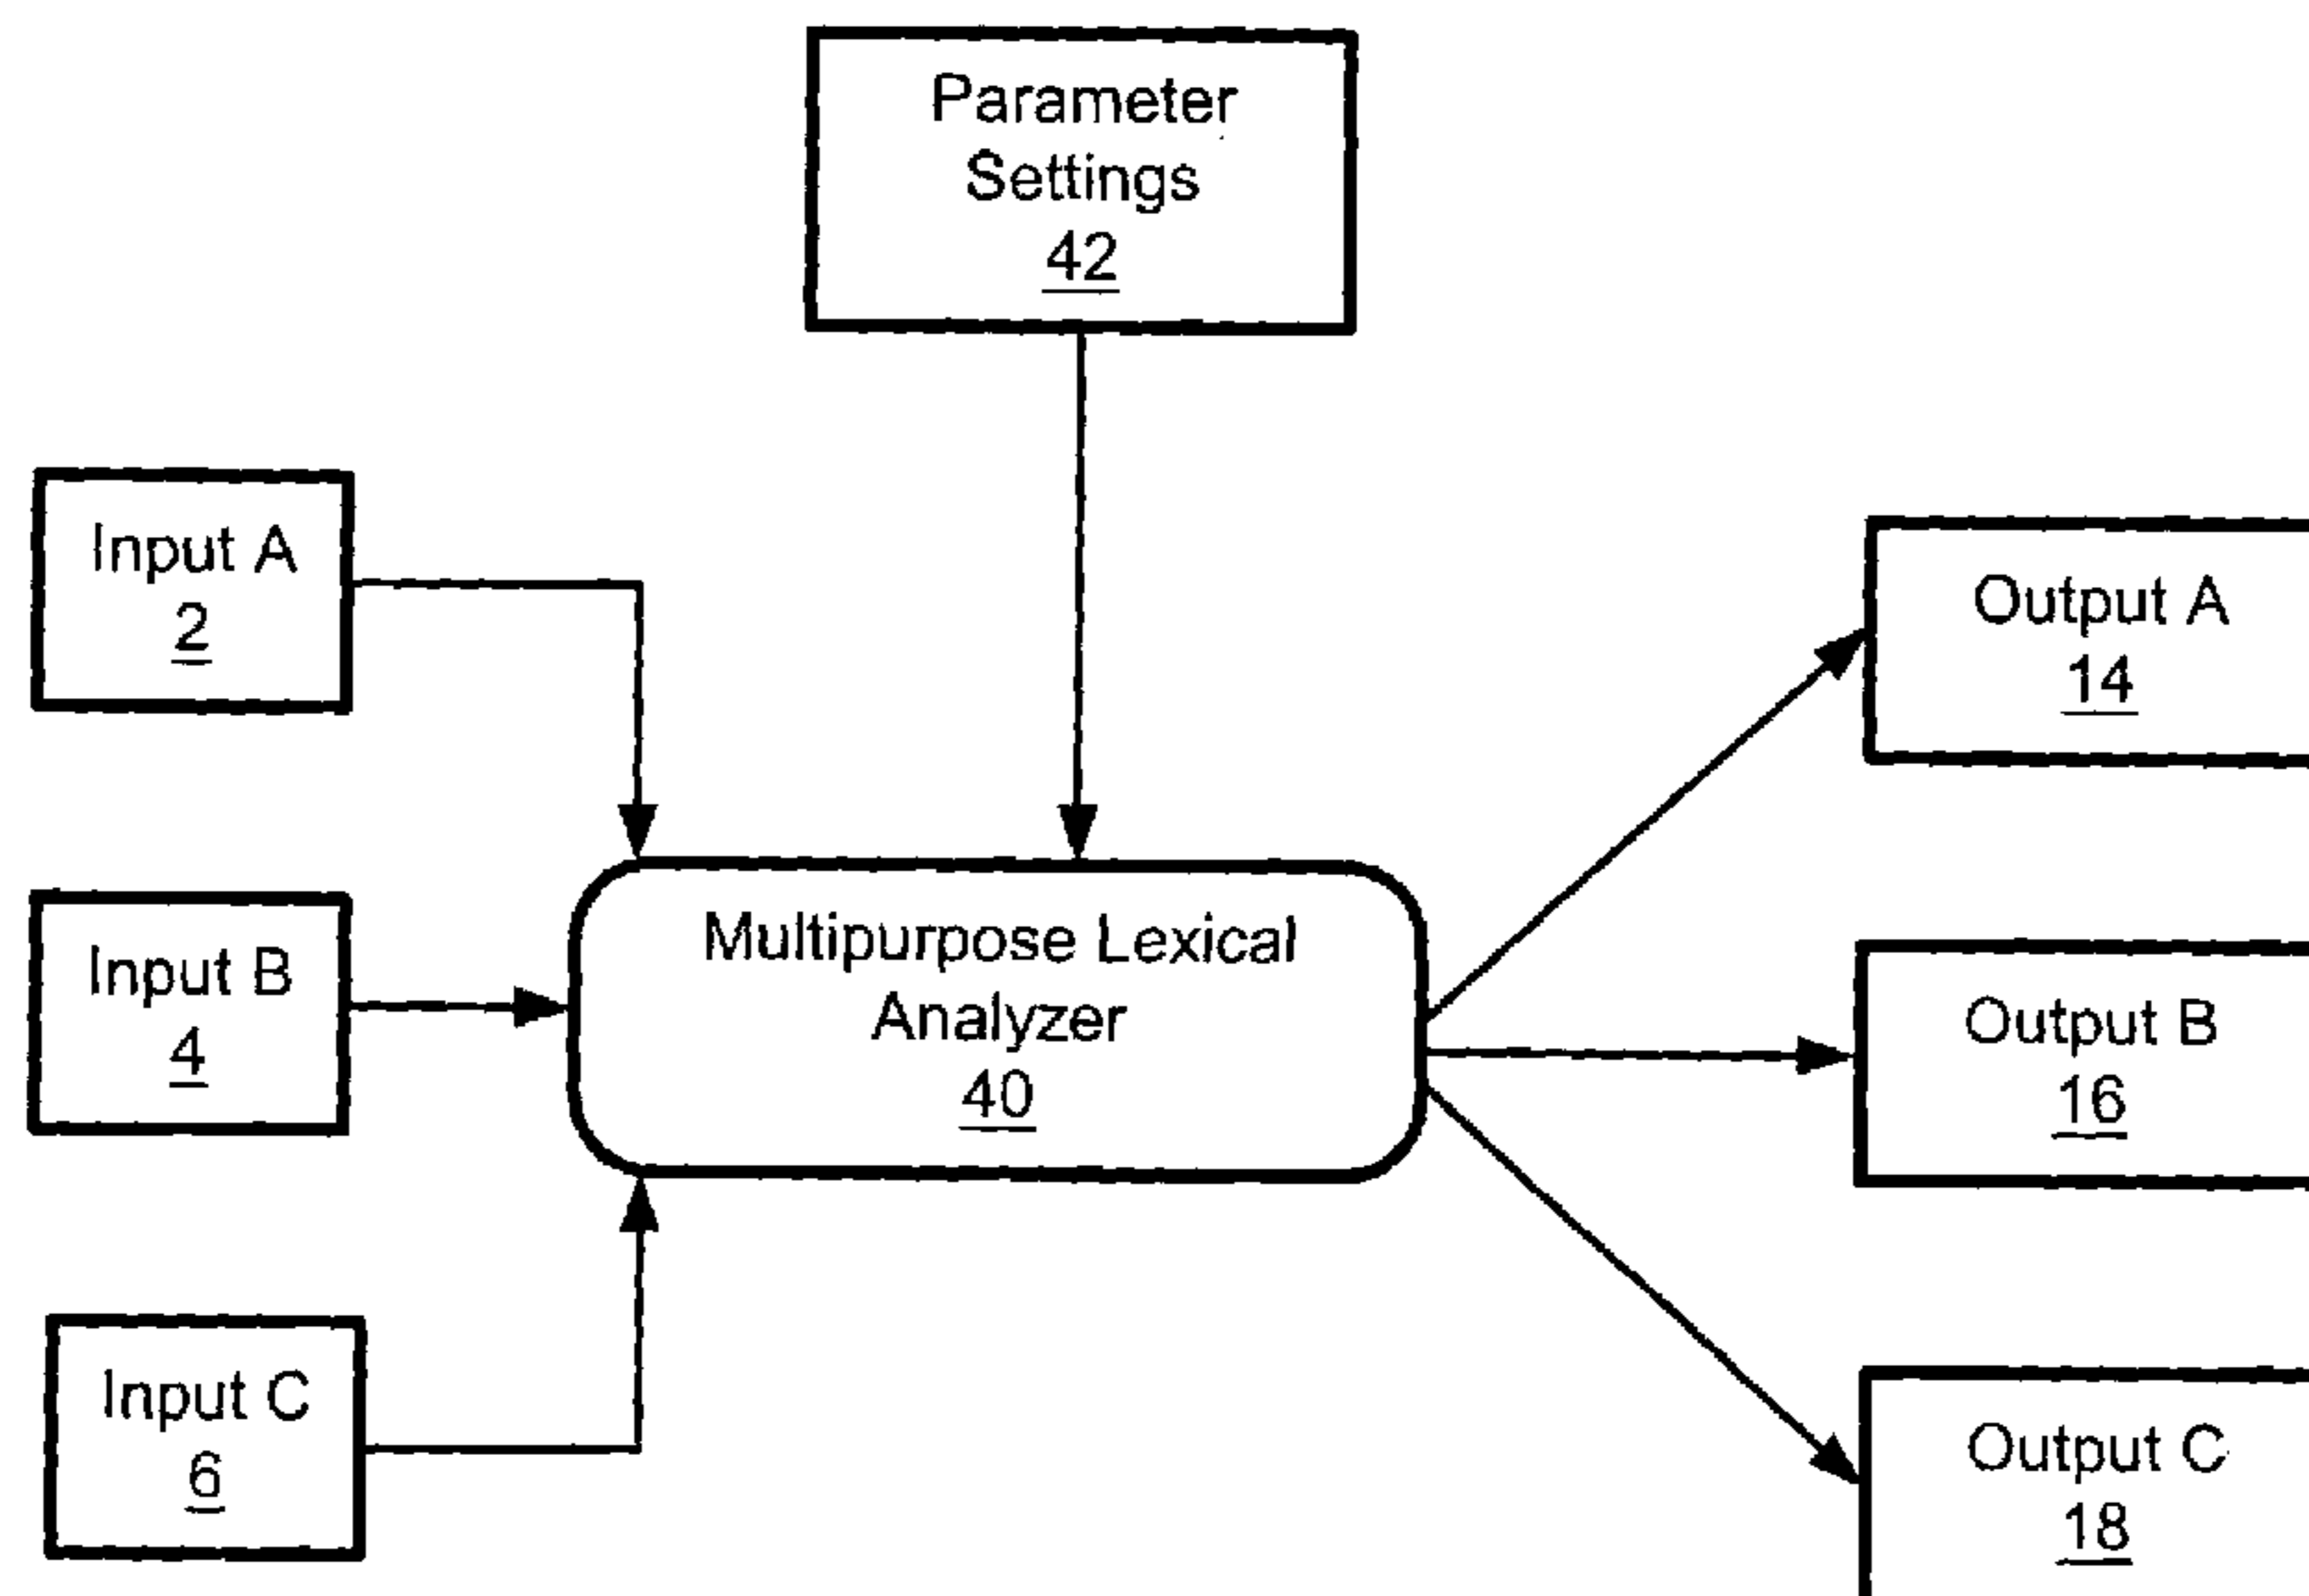 Parameter
Settings
42
Input A
2
Input B
4
Input C
6
Multipurpose Lexical
Analyzer
40
Output A
14
Output B
16
Output C
18